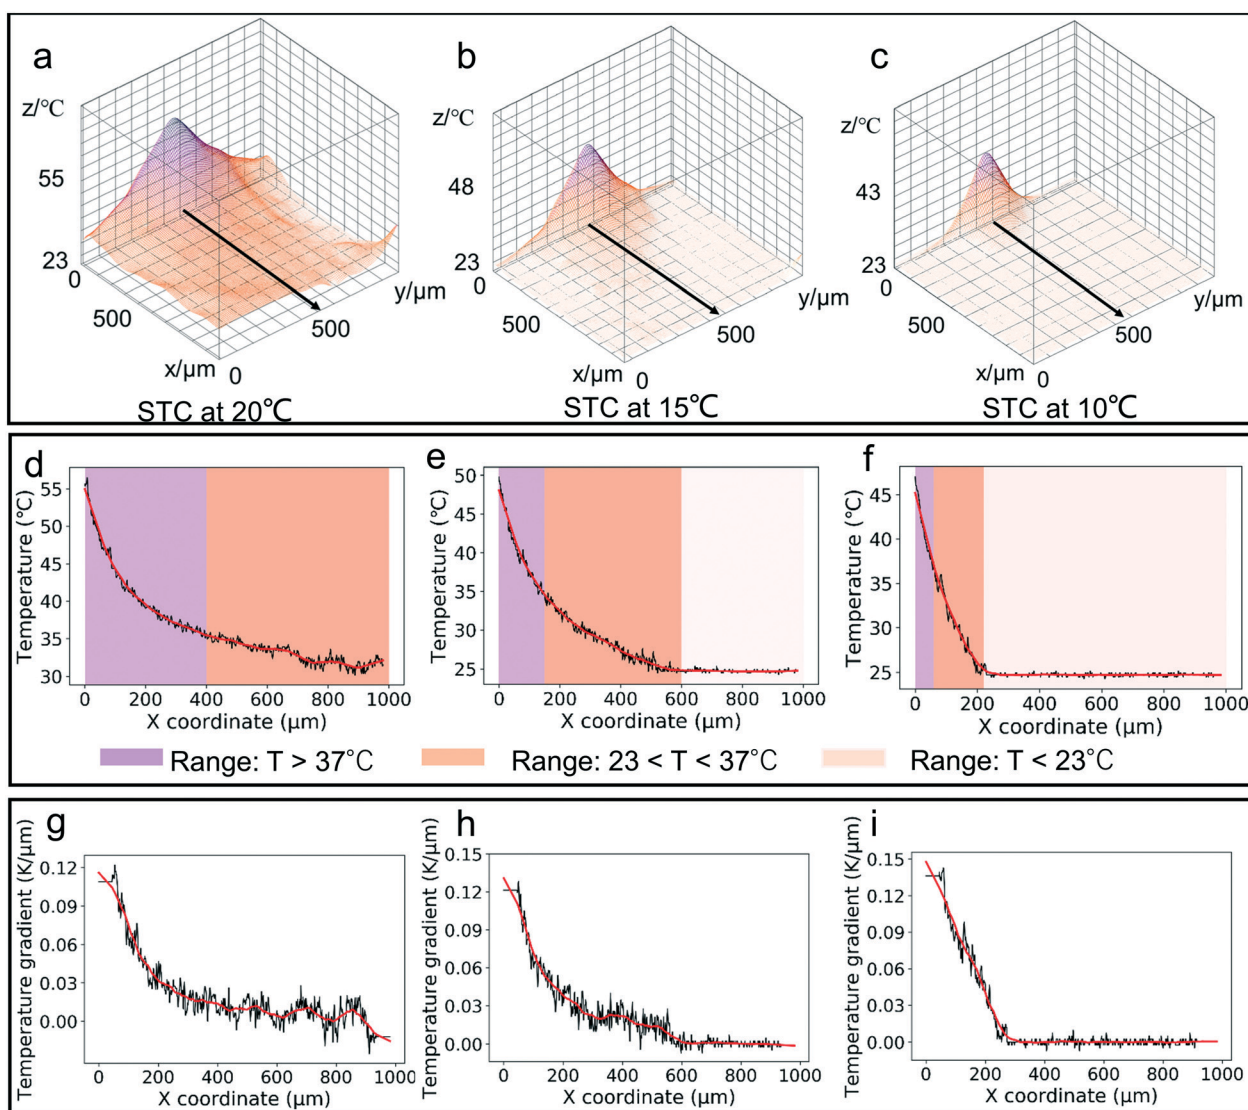 a
b
c
z/℃
z/℃
z/℃
55
48
43
23
23
23
0
0
0
500
500
500
500
500
500
y/μm
y/μm
y/μm
x/μm
x/μm
x/μm
0
0
0
STC at 20℃
STC at 15℃
STC at 10℃
d
Temperature (℃)
55
50
45
40
35
30
0 200 400 600 800 1000
X coordinate (μm)
e
Temperature (℃)
50
45
40
35
30
25
0 200 400 600 800 1000
X coordinate (μm)
f
Temperature (℃)
45
40
35
30
25
0 200 400 600 800 1000
X coordinate (μm)
Range: T > 37°C
Range: 23 < T < 37℃
Range: T < 23℃
g
Temperature gradient (K/μm)
0.12
0.09
0.06
0.03
0.00
0 200 400 600 800 1000
X coordinate (μm)
h
Temperature gradient (K/μm)
0.15
0.12
0.09
0.06
0.03
0.00
0 200 400 600 800 1000
X coordinate (μm)
i
Temperature gradient (K/μm)
0.15
0.12
0.09
0.06
0.03
0.00
0 200 400 600 800 1000
X coordinate (μm)